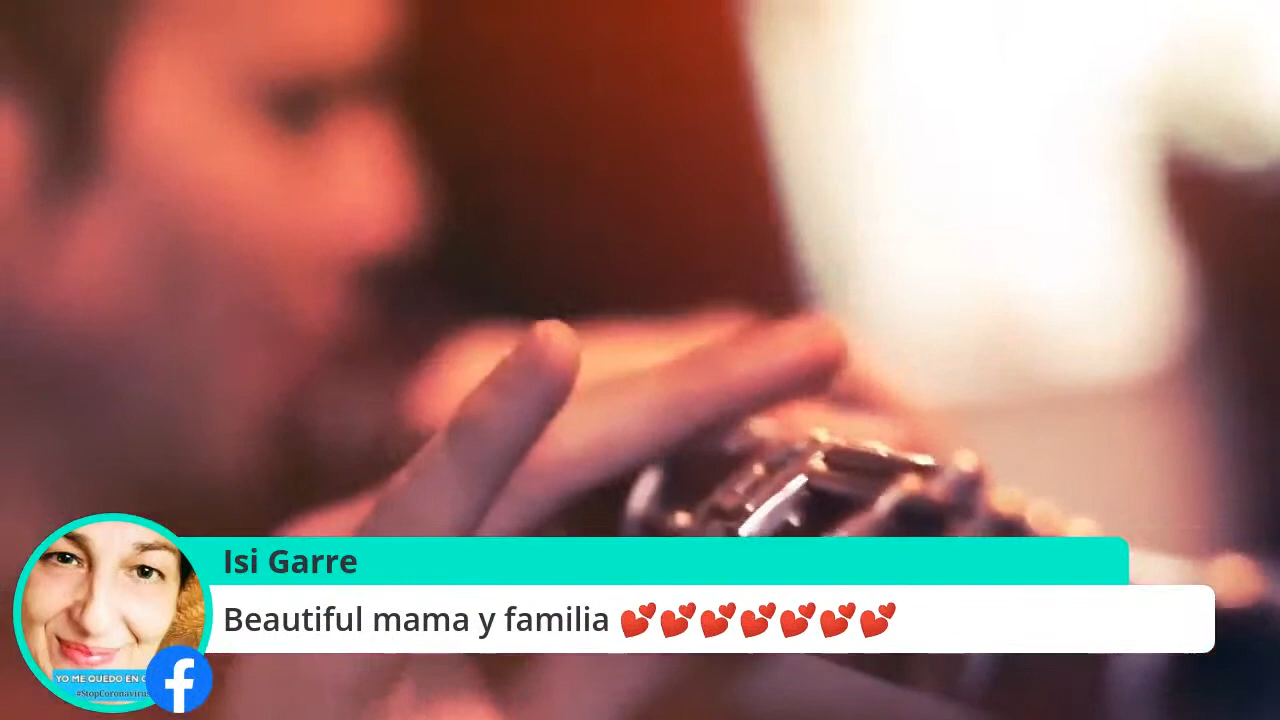 Isi Garre
Beautiful mama y familia 💕💕💕💕💕💕💕
YO ME QUEDO EN
#StopCoronavirus